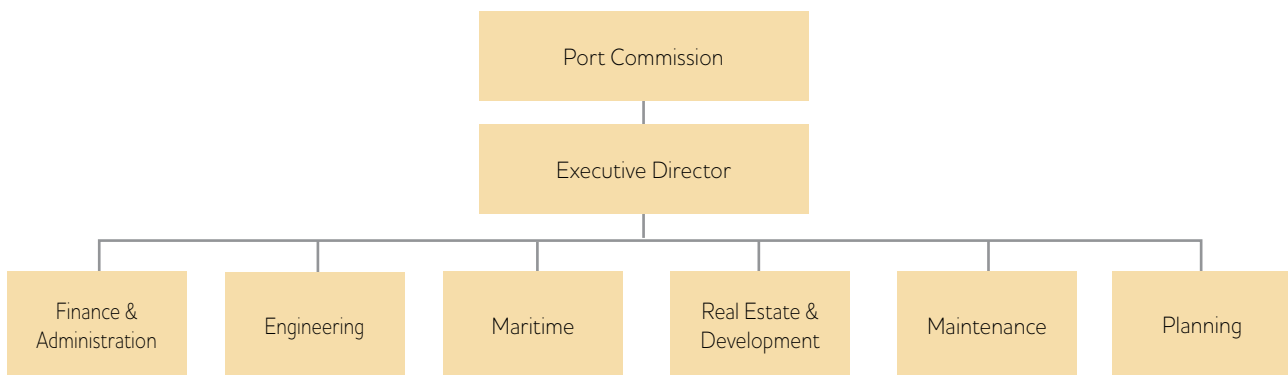 Port Commission
Executive Director
Finance &
Administration
Engineering
Maritime
Real Estate &
Development
Maintenance
Planning